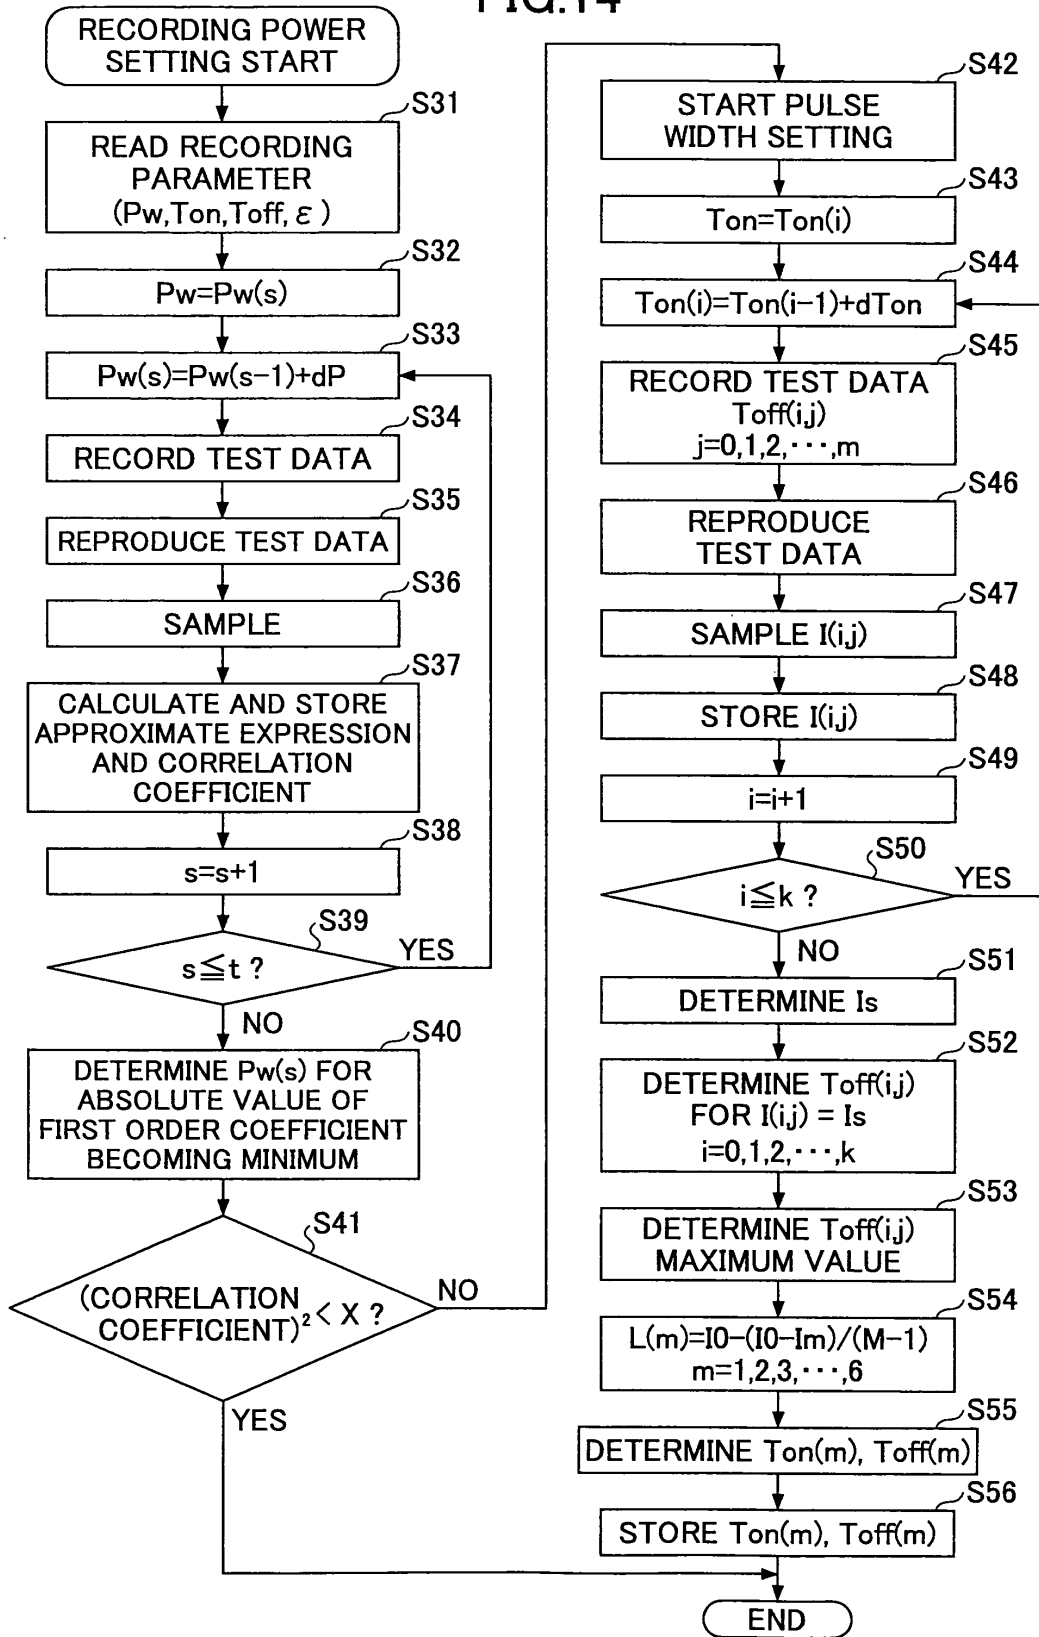 FIG.14
RECORDING POWER
SETTING START
S31
READ RECORDING
PARAMETER
(Pw,Ton,Toff,ε)
S32
Pw=Pw(s)
S33
Pw(s)=Pw(s-1)+dP
S34
RECORD TEST DATA
S35
REPRODUCE TEST DATA
S36
SAMPLE
S37
CALCULATE AND STORE
APPROXIMATE EXPRESSION
AND CORRELATION
COEFFICIENT
S38
s=s+1
S39
s≦t ?
YES
NO
S40
DETERMINE Pw(s) FOR
ABSOLUTE VALUE OF
FIRST ORDER COEFFICIENT
BECOMING MINIMUM
S41
(CORRELATION
COEFFICIENT)² < X ?
NO
YES
S42
START PULSE
WIDTH SETTING
S43
Ton=Ton(i)
S44
Ton(i)=Ton(i-1)+dTon
S45
RECORD TEST DATA
Toff(i,j)
j=0,1,2,···,m
S46
REPRODUCE
TEST DATA
S47
SAMPLE I(i,j)
S48
STORE I(i,j)
S49
i=i+1
S50
i≦k ?
YES
NO
S51
DETERMINE Is
S52
DETERMINE Toff(i,j)
FOR I(i,j) = Is
i=0,1,2,···,k
S53
DETERMINE Toff(i,j)
MAXIMUM VALUE
S54
L(m)=I0-(I0-Im)/(M-1)
m=1,2,3,···,6
S55
DETERMINE Ton(m), Toff(m)
S56
STORE Ton(m), Toff(m)
END